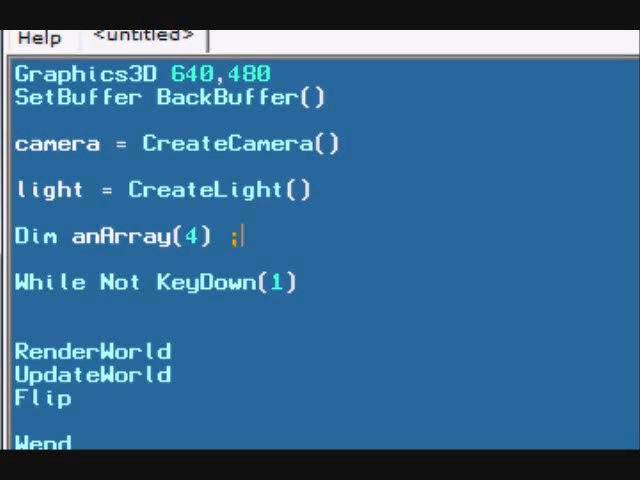 Help <untitled>
Graphics3D 640,480
SetBuffer BackBuffer()
camera = CreateCamera()
light = CreateLight()
Dim anArray(4) ;
While Not KeyDown(1)
RenderWorld
UpdateWorld
Flip
Wend